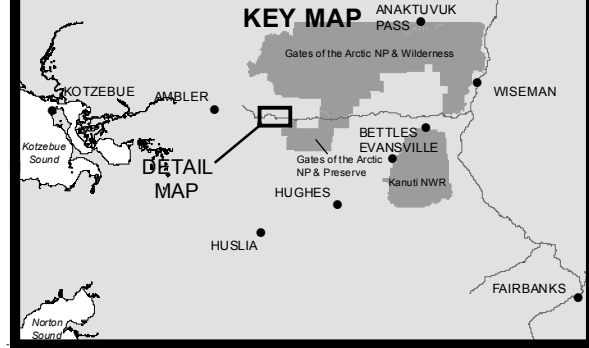 ANAKTUVUK
PASS
KEY MAP
Gates of the Arctic NP & Wilderness
KOTZEBUE
AMBLER
WISEMAN
Kotzebue
Sound
BETTLES
EVANSVILLE
DETAIL
MAP
Gates of the Arctic
NP & Preserve
Kanuti NWR
HUGHES
HUSLIA
FAIRBANKS
Norton
Sound